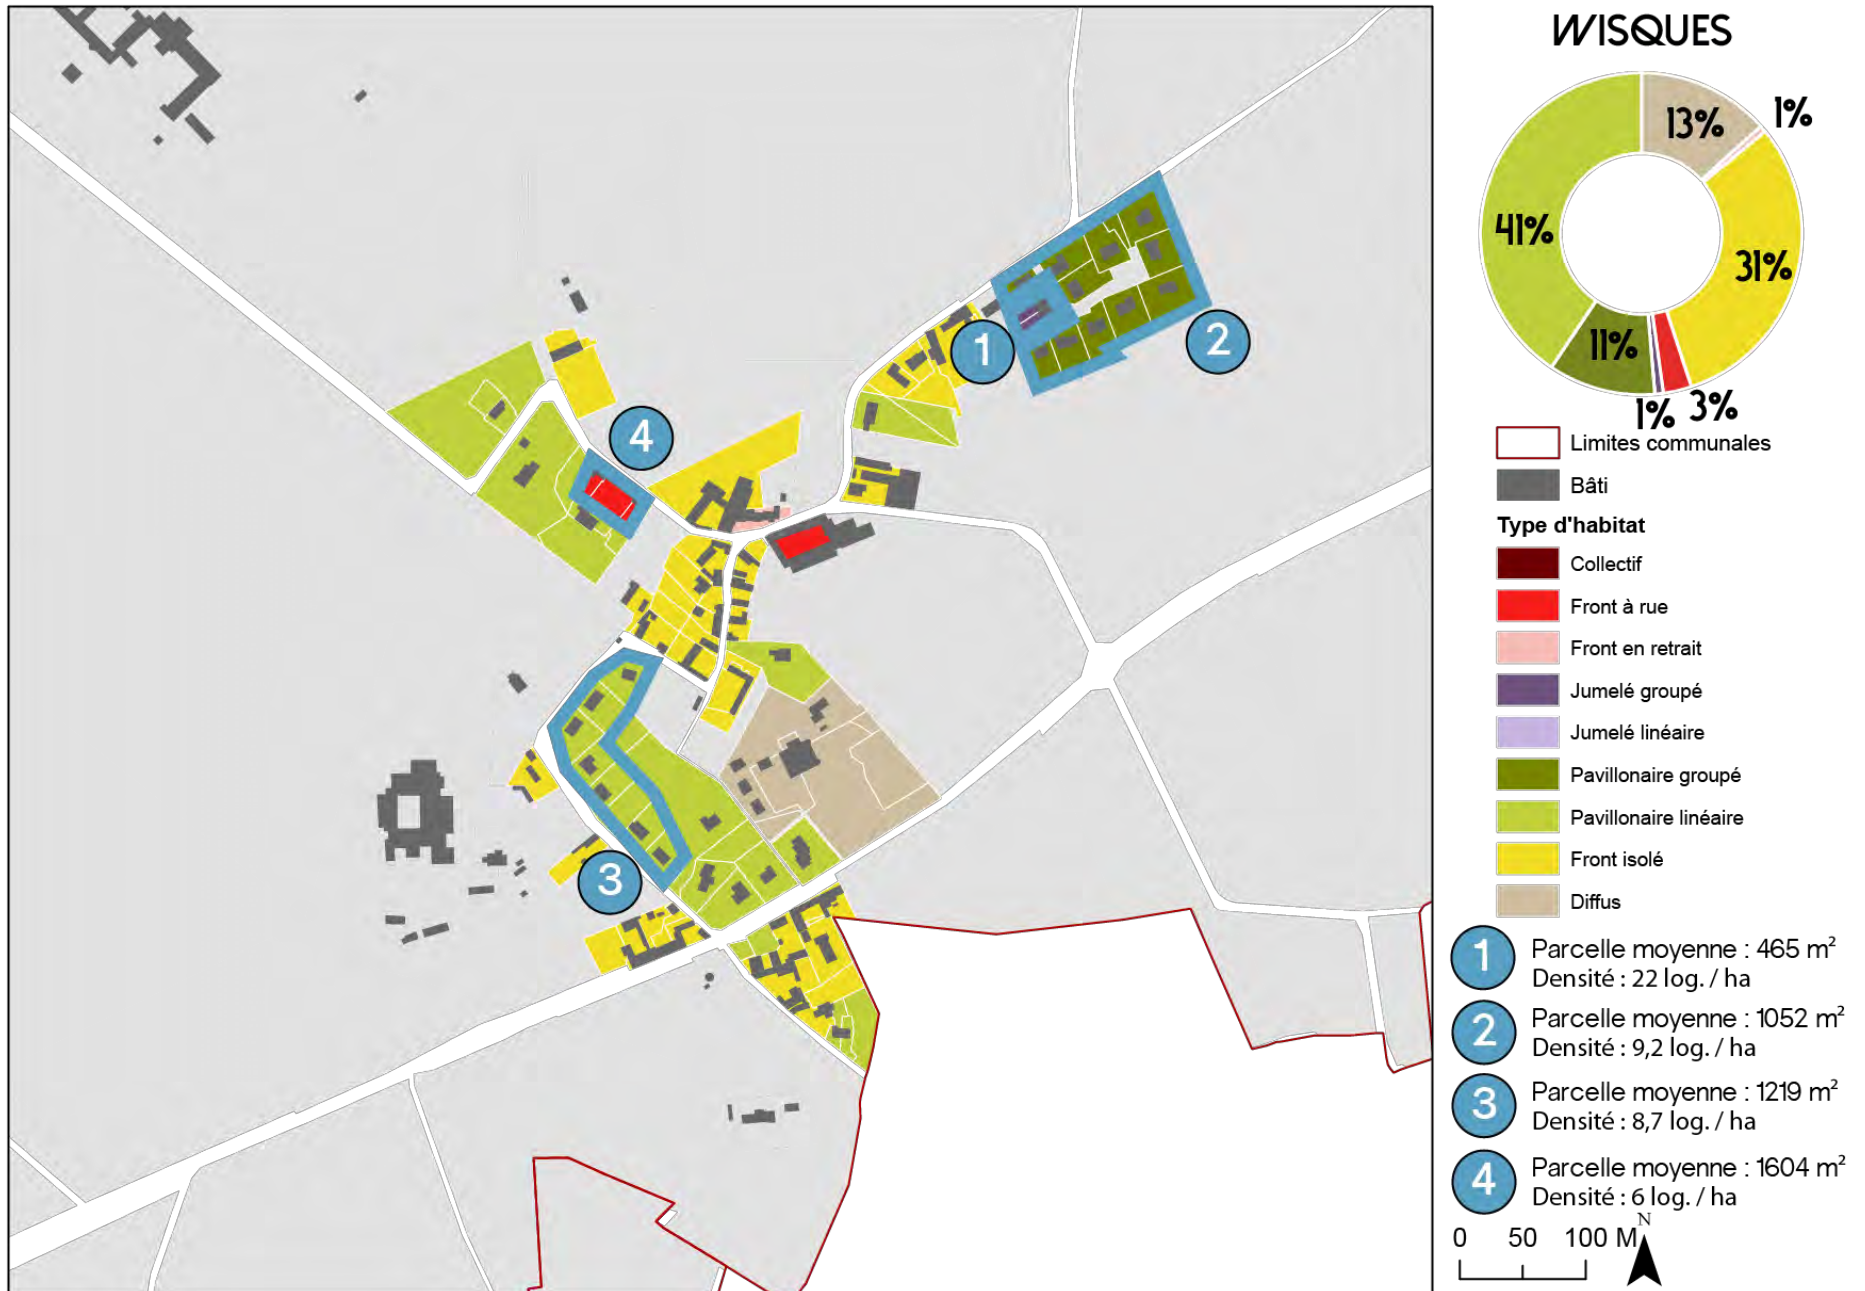 WISQUES
13%
1%
41%
31%
11%
1%
3%
Limites communales
Bâti
Type d'habitat
Collectif
Front à rue
Front en retrait
Jumelé groupé
Jumelé linéaire
Pavillonaire groupé
Pavillonaire linéaire
Front isolé
Diffus
1
Parcelle moyenne : 465 m²
Densité : 22 log. / ha
2
Parcelle moyenne : 1052 m²
Densité : 9,2 log. / ha
3
Parcelle moyenne : 1219 m²
Densité : 8,7 log. / ha
4
Parcelle moyenne : 1604 m²
Densité : 6 log. / ha
0 50 100 M
N
1
2
4
3